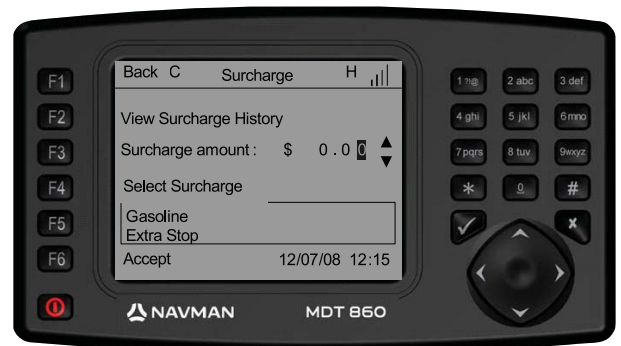 Back C Surcharge H
View Surcharge History
Surcharge amount : $ 0 . 0 0
Select Surcharge
Gasoline
Extra Stop
Accept 12/07/08 12:15
F1
F2
F3
F4
F5
F6
1 ?!@ 2 abc 3 def
4 ghi 5 jkl 6 mno
7 pqrs 8 tuv 9 wxyz
* 0 #
NAVMAN MDT 860